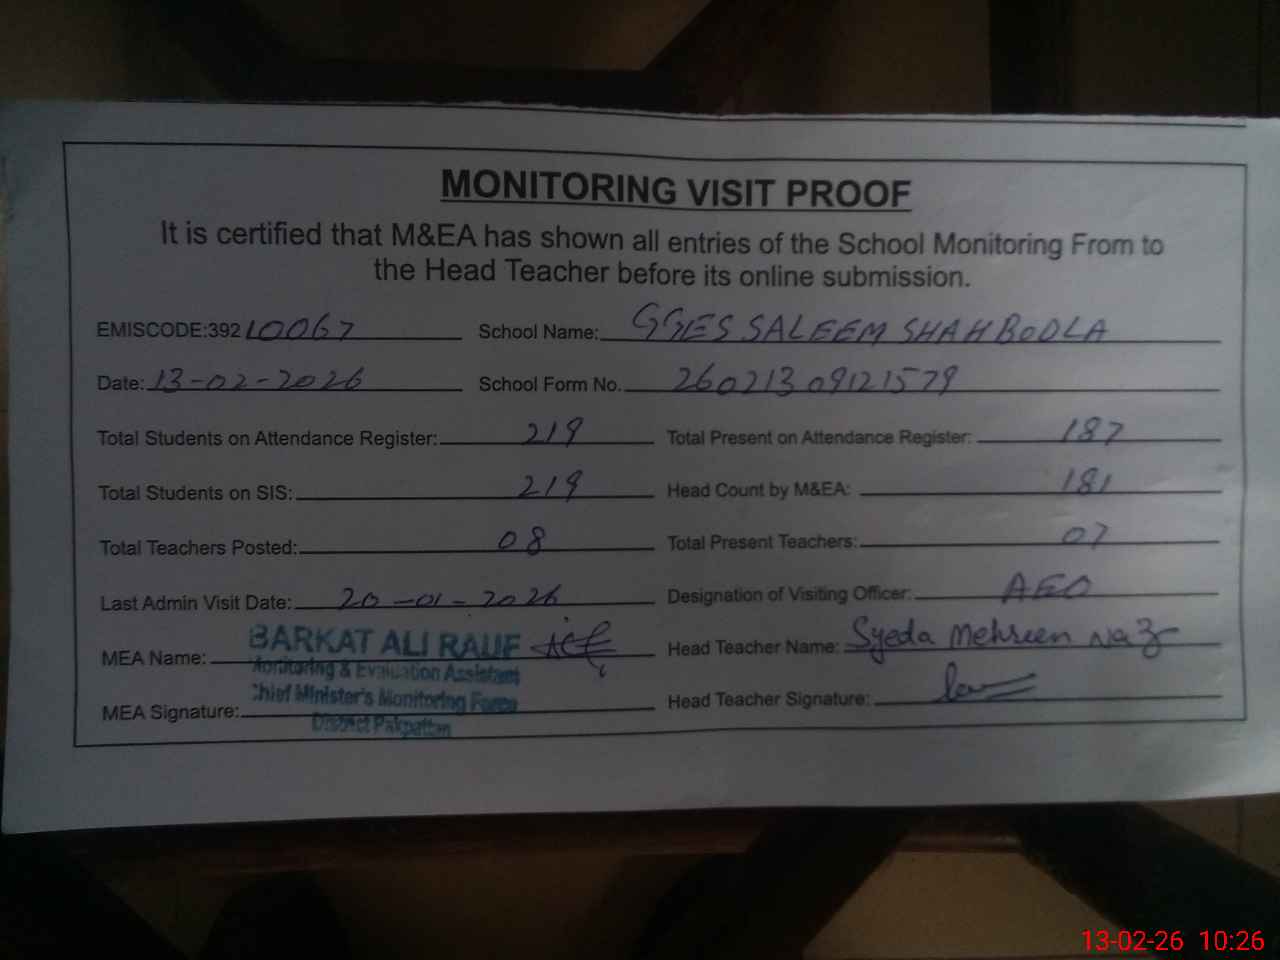 MONITORING VISIT PROOF
It is certified that M&EA has shown all entries of the School Monitoring From to
the Head Teacher before its online submission.
EMISCODE:392 10067 School Name: GGES SALEEM SHAH BODLA
Date: 13-02-2026 School Form No. 26021309121579
Total Students on Attendance Register: 219 Total Present on Attendance Register: 187
Total Students on SIS: 219 Head Count by M&EA: 181
Total Teachers Posted: 08 Total Present Teachers: 07
Last Admin Visit Date: 20-01-2026 Designation of Visiting Officer: AEO
MEA Name: BARKAT ALI RAUF Head Teacher Name: Syeda Mehreen Naz
Monitoring & Evaluation Assistant
Chief Minister's Monitoring Force
MEA Signature: Head Teacher Signature:
District Pakpattan
13-02-26 10:26